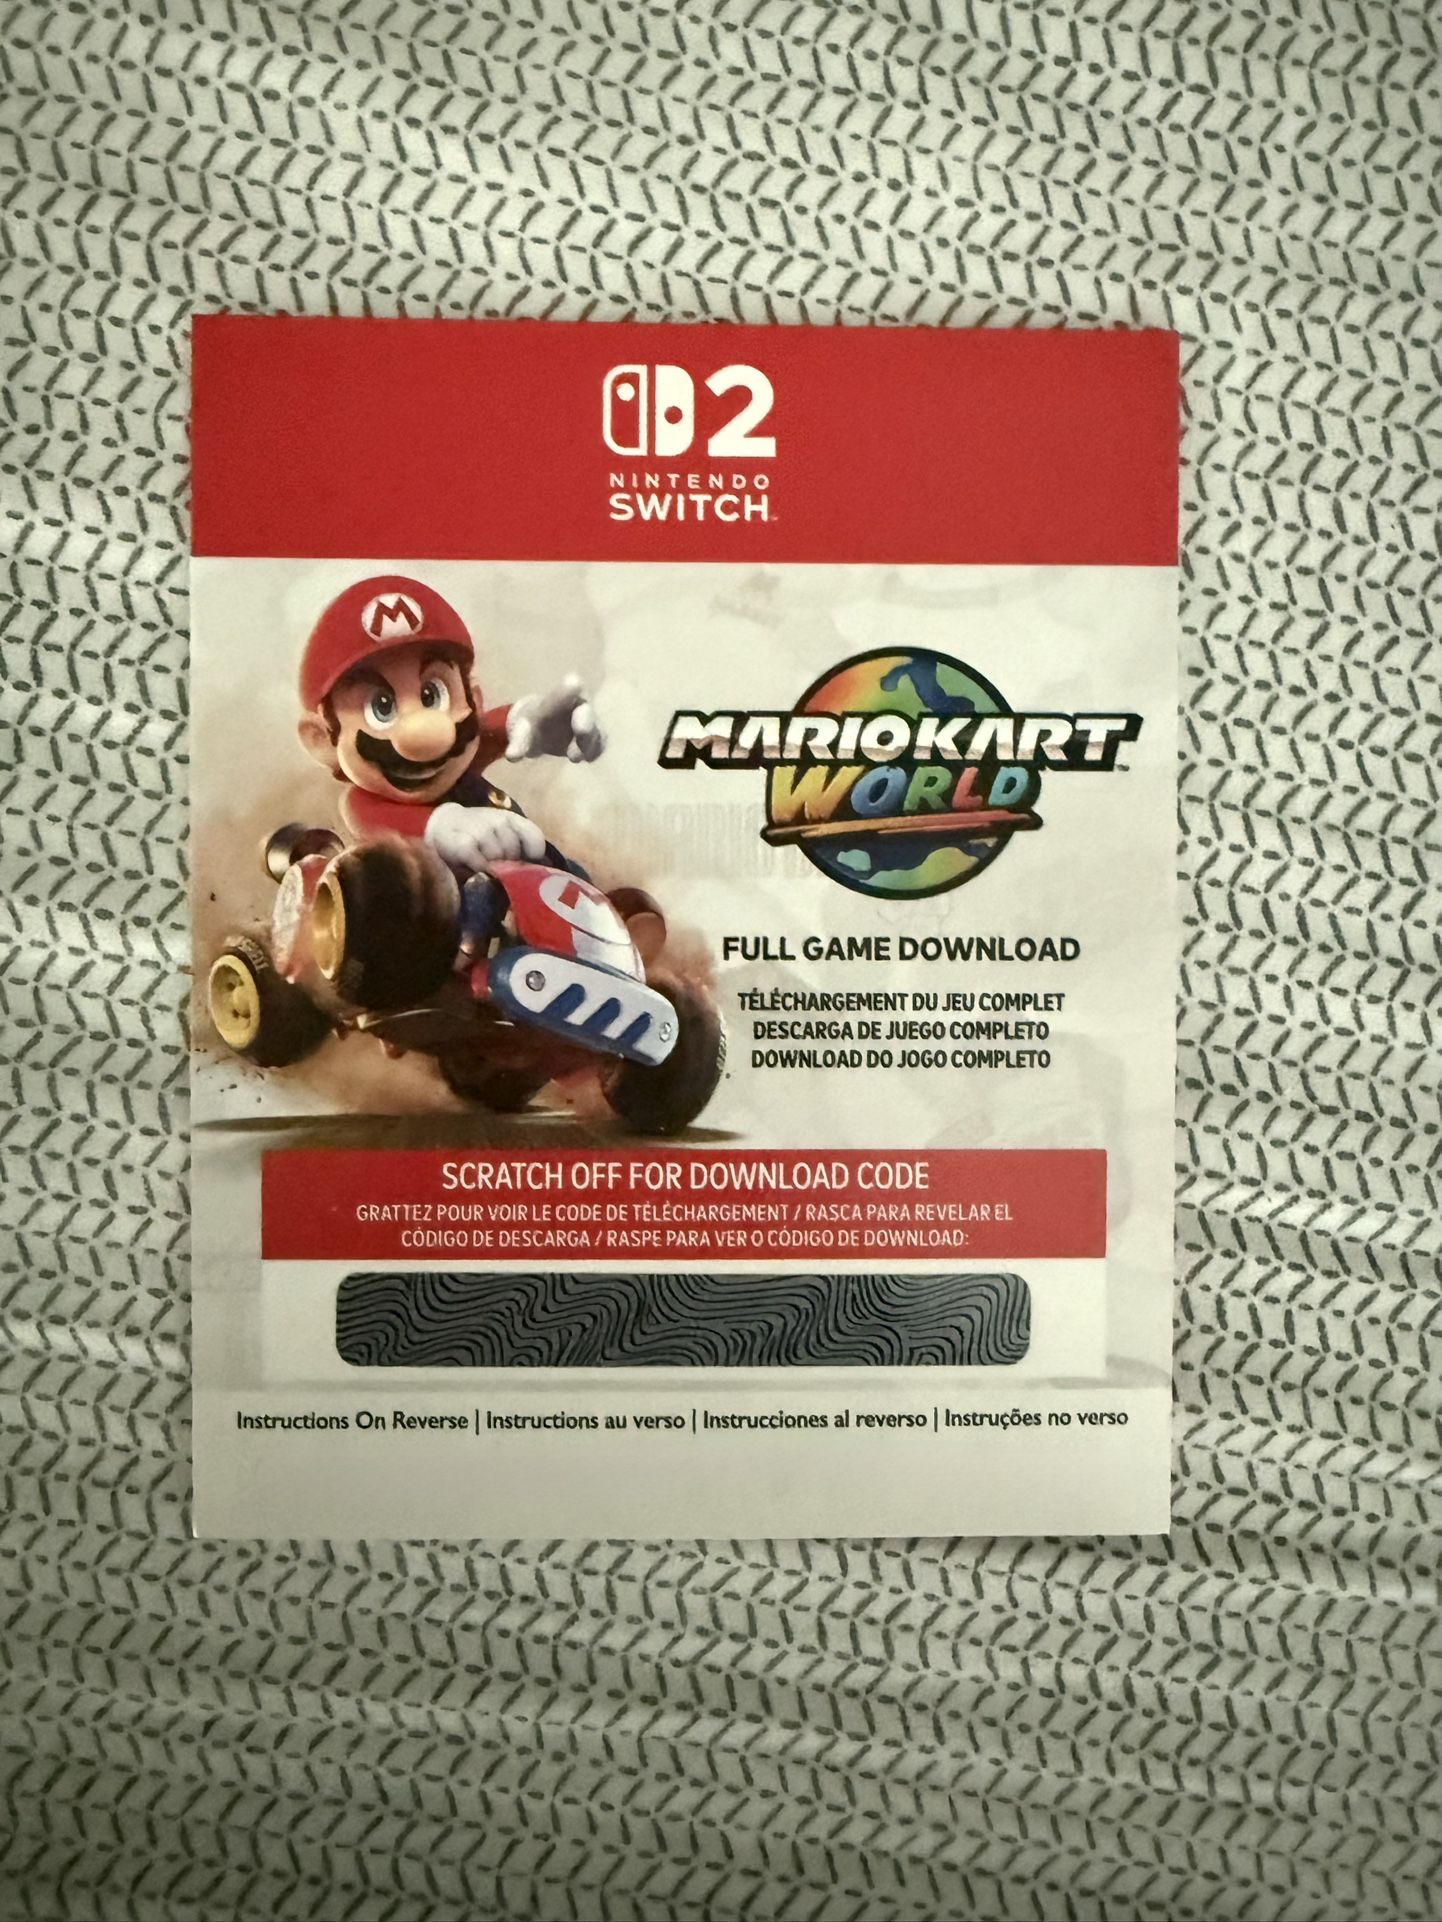 2
NINTENDO
SWITCH™
M
MARIOKART™
WORLD
FULL GAME DOWNLOAD
TÉLÉCHARGEMENT DU JEU COMPLET
DESCARGA DE JUEGO COMPLETO
DOWNLOAD DO JOGO COMPLETO
SCRATCH OFF FOR DOWNLOAD CODE
GRATTEZ POUR VOIR LE CODE DE TÉLÉCHARGEMENT / RASCA PARA REVELAR EL
CÓDIGO DE DESCARGA / RASPE PARA VER O CÓDIGO DE DOWNLOAD:
Instructions On Reverse | Instructions au verso | Instrucciones al reverso | Instruções no verso